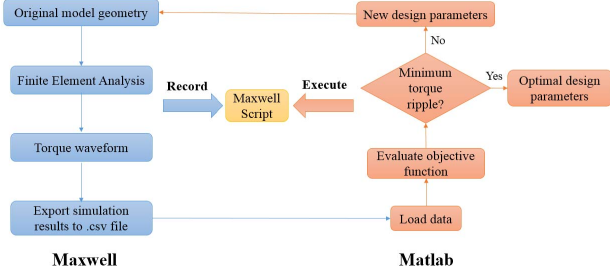 Original model geometry
New design parameters
No
Finite Element Analysis
Record
Maxwell
Script
Execute
Minimum
torque
ripple?
Yes
Optimal design
parameters
Torque waveform
Evaluate objective
function
Export simulation
results to .csv file
Load data
Maxwell
Matlab